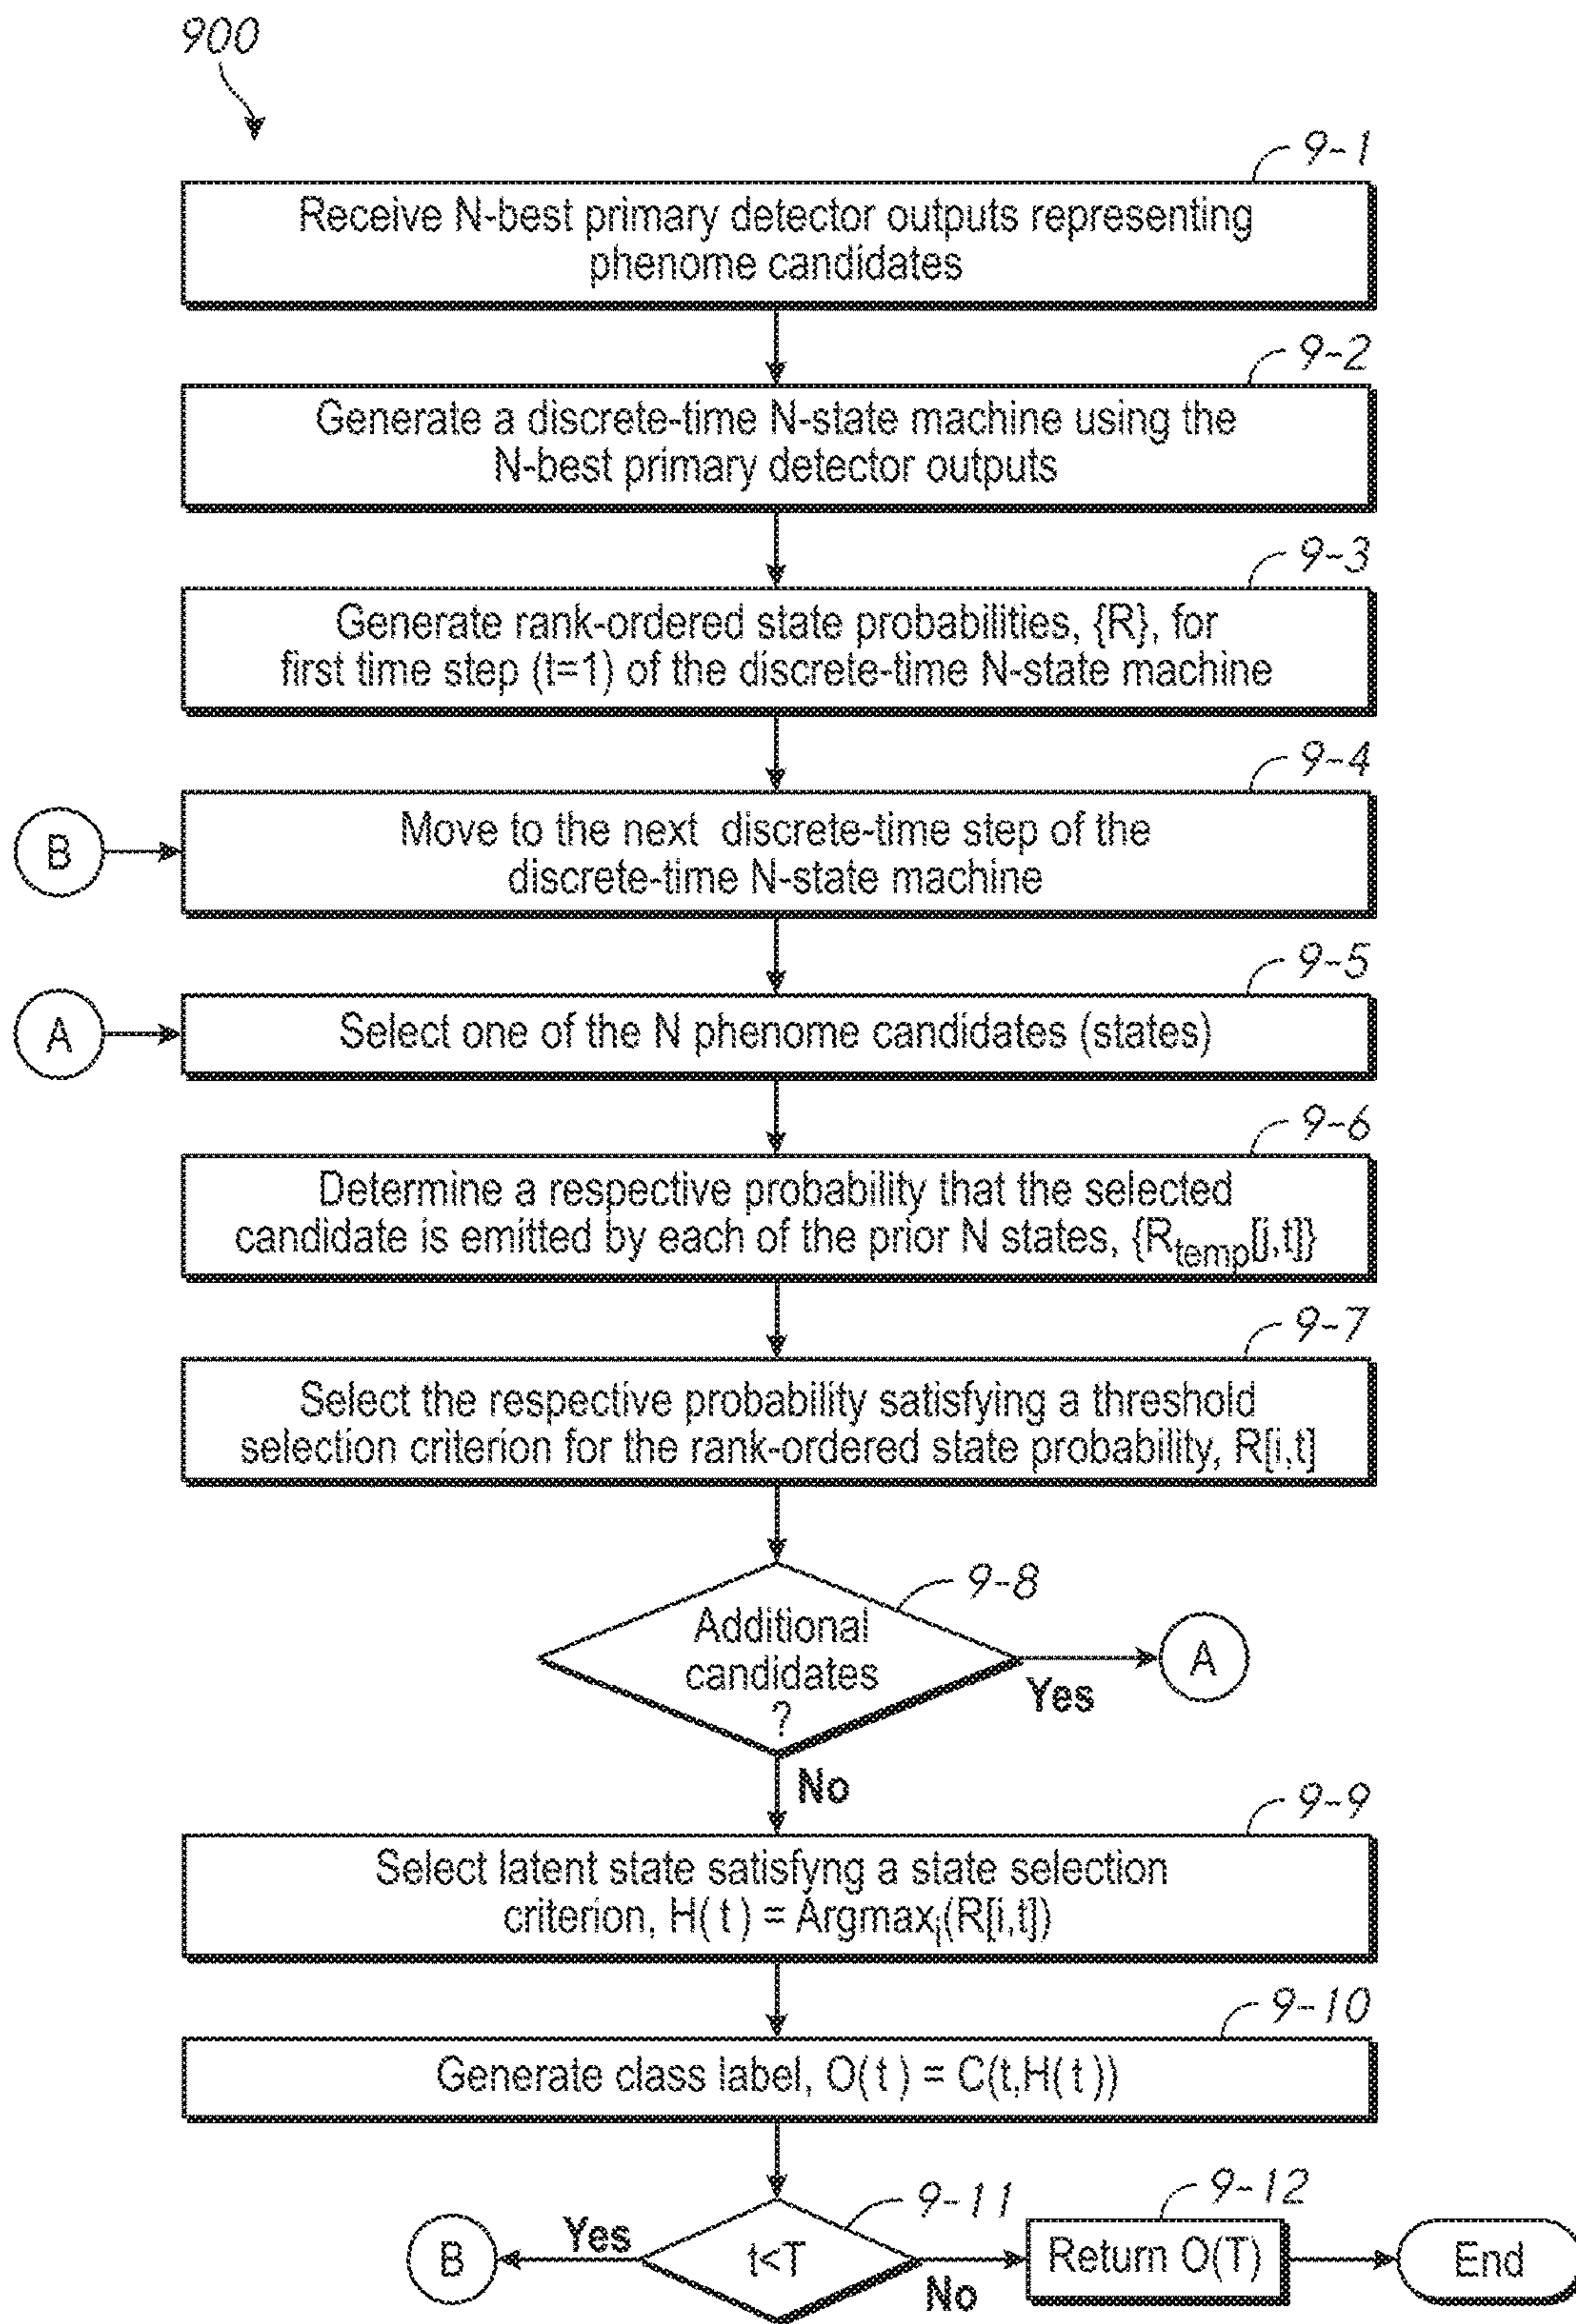 900
9-1
Receive N-best primary detector outputs representing
phenome candidates
9-2
Generate a discrete-time N-state machine using the
N-best primary detector outputs
9-3
Generate rank-ordered state probabilities, {R}, for
first time step (t=1) of the discrete-time N-state machine
9-4
B
Move to the next discrete-time step of the
discrete-time N-state machine
9-5
A
Select one of the N phenome candidates (states)
9-6
Determine a respective probability that the selected
candidate is emitted by each of the prior N states, {Rtemp[j,t]}
9-7
Select the respective probability satisfying a threshold
selection criterion for the rank-ordered state probability, R[i,t]
9-8
Additional
candidates
?
Yes
A
No
9-9
Select latent state satisfyng a state selection
criterion, H( t ) = Argmaxi(R[i,t])
9-10
Generate class label, O( t ) = C(t,H( t ))
9-11
9-12
B
Yes
t<T
No
Return O(T)
End